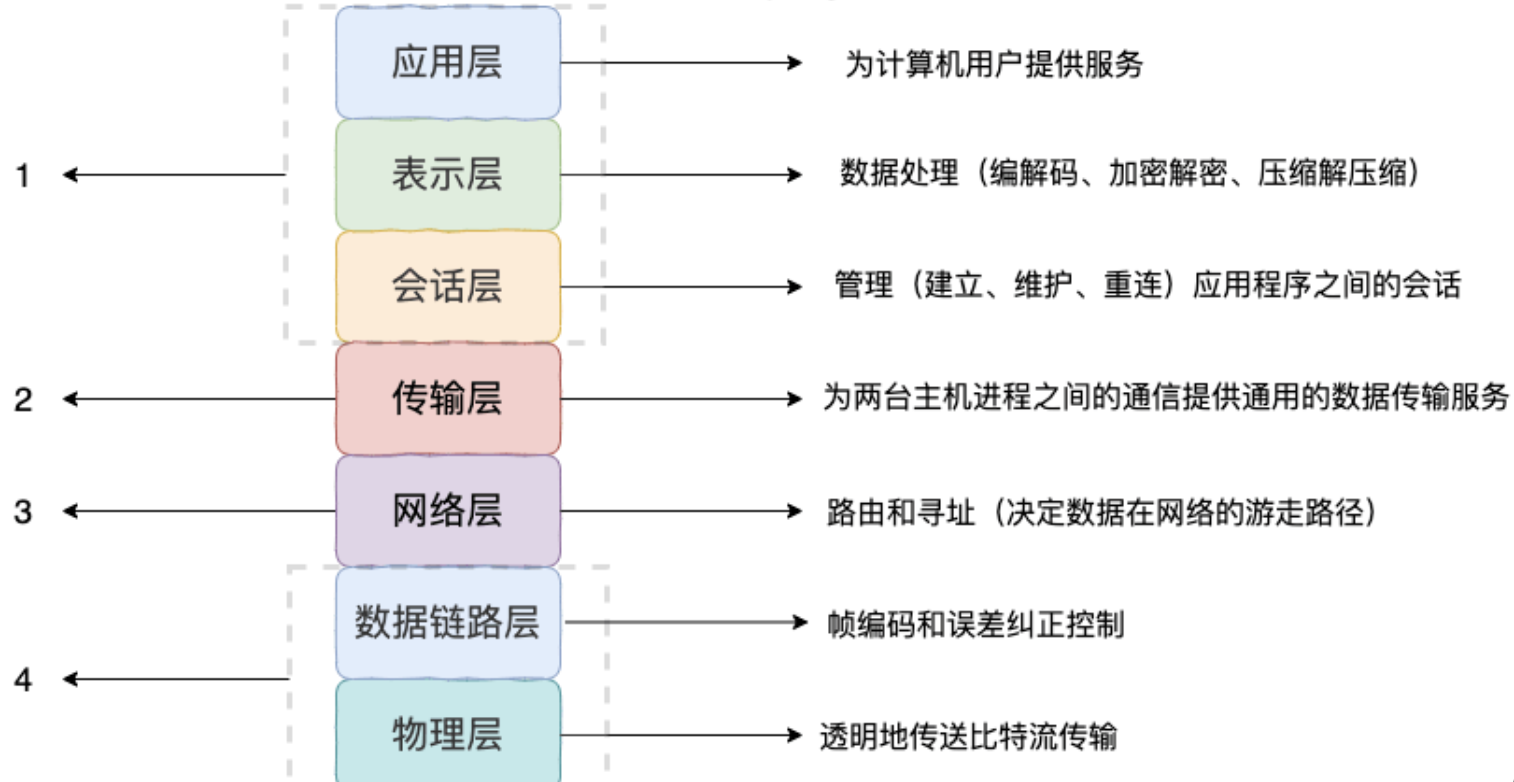 应用层
为计算机用户提供服务
1
表示层
数据处理（编解码、加密解密、压缩解压缩）
会话层
管理（建立、维护、重连）应用程序之间的会话
2
传输层
为两台主机进程之间的通信提供通用的数据传输服务
3
网络层
路由和寻址（决定数据在网络的游走路径）
数据链路层
帧编码和误差纠正控制
4
物理层
透明地传送比特流传输